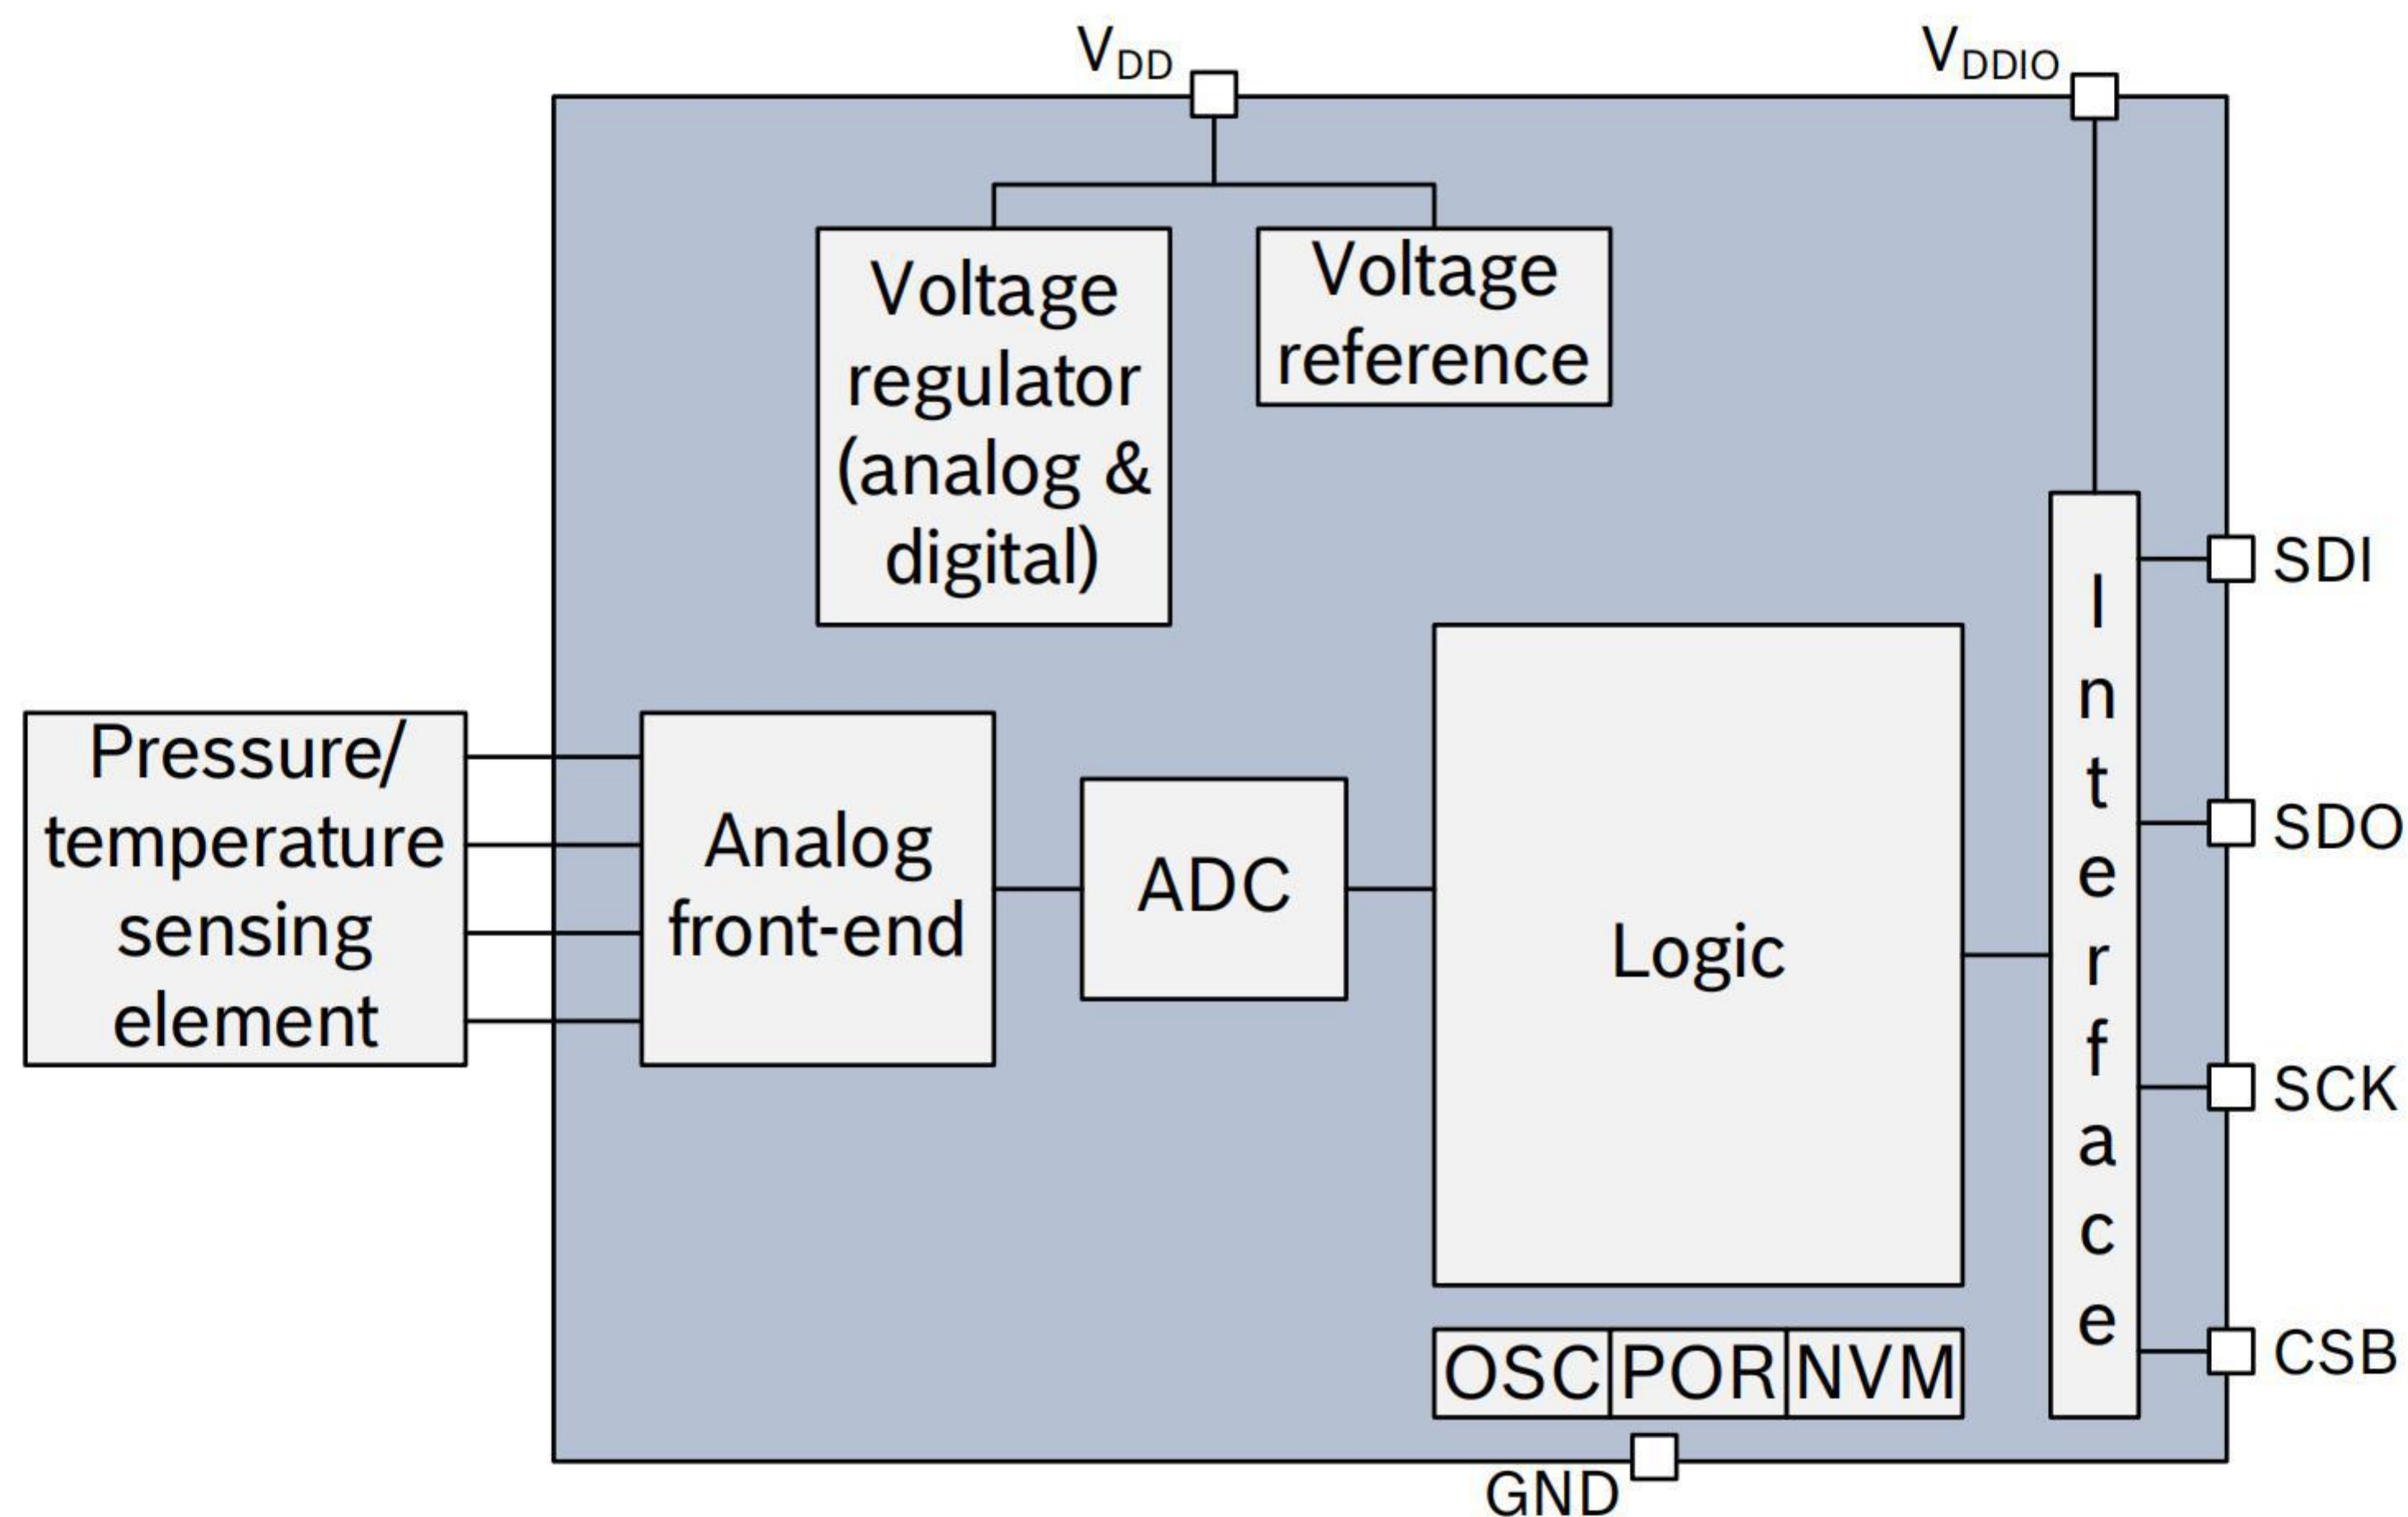 VDD
VDDIO
Voltage
regulator
(analog &
digital)
Voltage
reference
Pressure/
temperature
sensing
element
Analog
front-end
ADC
Logic
OSC
POR
NVM
Interface
SDI
SDO
SCK
CSB
GND